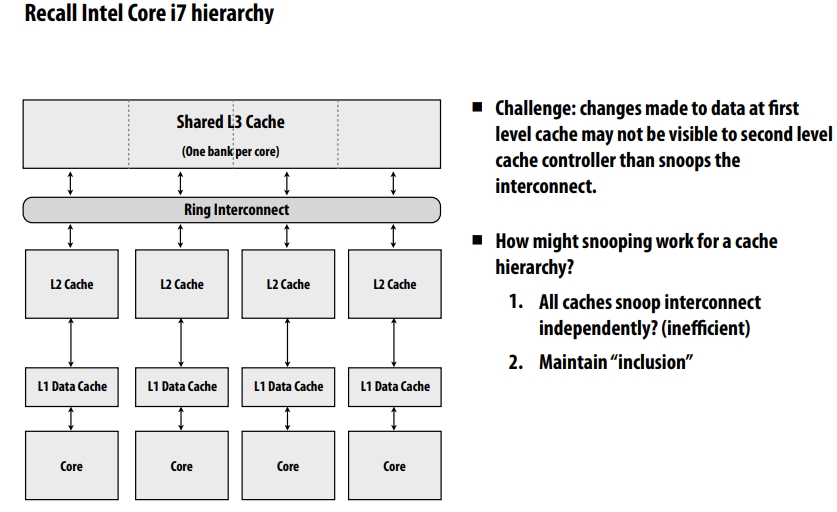 Recall Intel Core i7 hierarchy
Shared L3 Cache
(One bank per core)
Ring Interconnect
L2 Cache
L2 Cache
L2 Cache
L2 Cache
L1 Data Cache
L1 Data Cache
L1 Data Cache
L1 Data Cache
Core
Core
Core
Core
■ Challenge: changes made to data at first
level cache may not be visible to second level
cache controller than snoops the
interconnect.
■ How might snooping work for a cache
hierarchy?
1. All caches snoop interconnect
independently? (inefficient)
2. Maintain “inclusion”